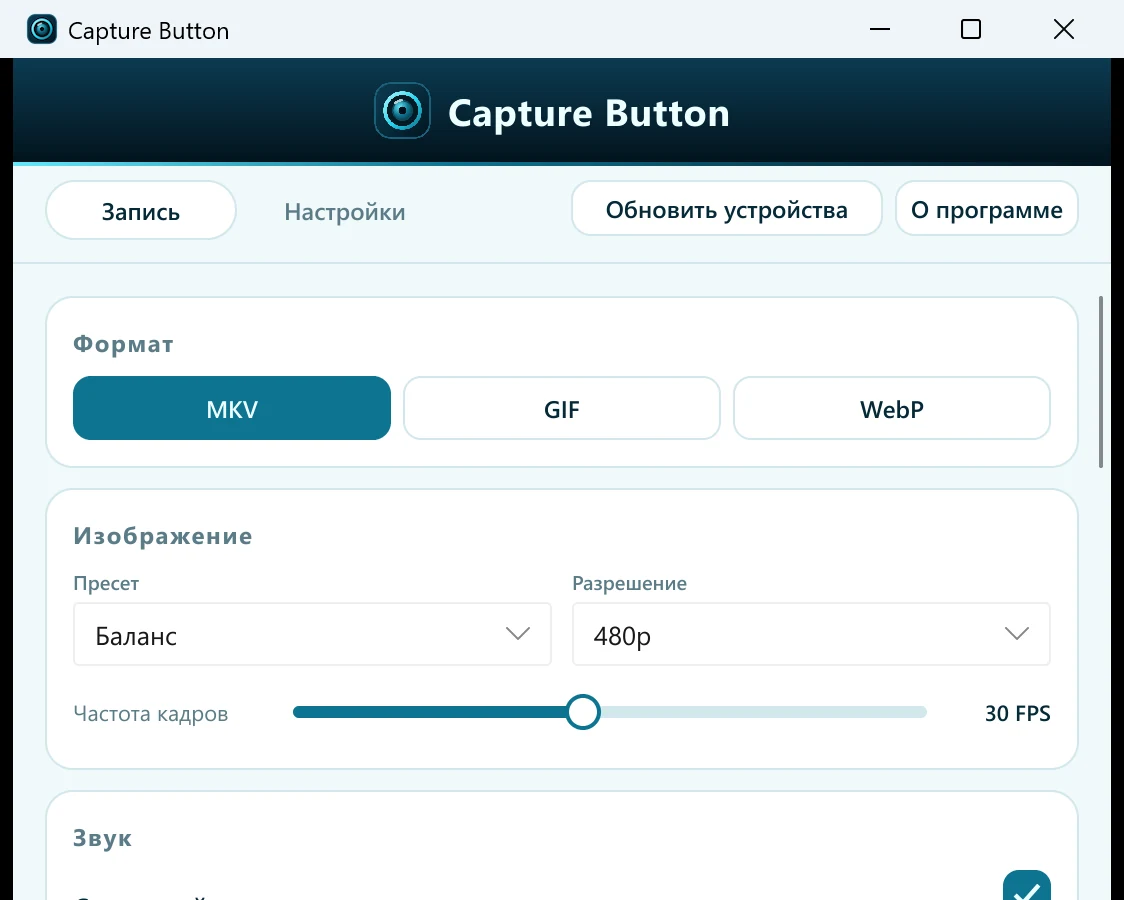 Capture Button
Capture Button
Запись
Настройки
Обновить устройства
О программе
Формат
MKV
GIF
WebP
Изображение
Пресет
Разрешение
Баланс
480p
Частота кадров
30 FPS
Звук